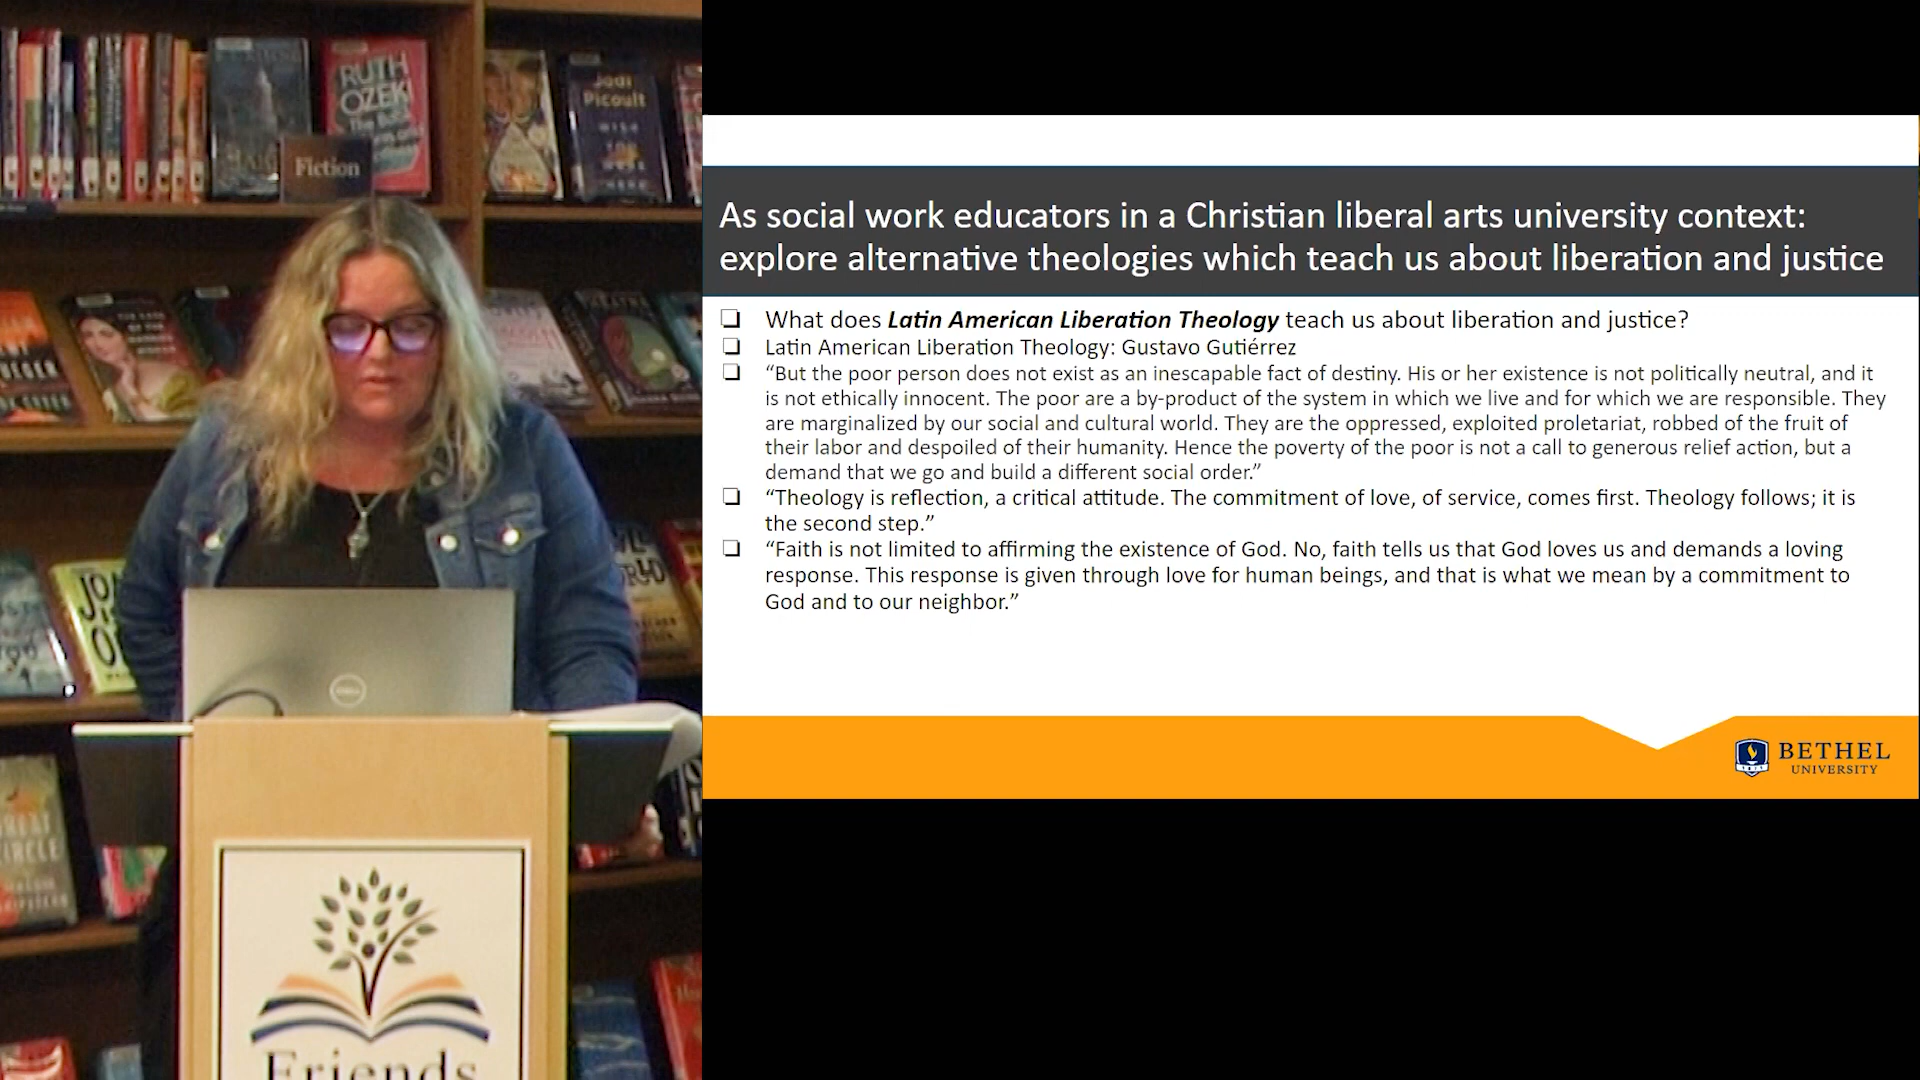 RUTH
OZEKI
The Book
Fiction
Jodi
Picoult
WISH
YOU
WERE
HERE
DELL
Friends
As social work educators in a Christian liberal arts university context:
explore alternative theologies which teach us about liberation and justice
❏ What does Latin American Liberation Theology teach us about liberation and justice?
❏ Latin American Liberation Theology: Gustavo Gutiérrez
❏ “But the poor person does not exist as an inescapable fact of destiny. His or her existence is not politically neutral, and it
is not ethically innocent. The poor are a by-product of the system in which we live and for which we are responsible. They
are marginalized by our social and cultural world. They are the oppressed, exploited proletariat, robbed of the fruit of
their labor and despoiled of their humanity. Hence the poverty of the poor is not a call to generous relief action, but a
demand that we go and build a different social order.”
❏ “Theology is reflection, a critical attitude. The commitment of love, of service, comes first. Theology follows; it is
the second step.”
❏ “Faith is not limited to affirming the existence of God. No, faith tells us that God loves us and demands a loving
response. This response is given through love for human beings, and that is what we mean by a commitment to
God and to our neighbor.”
BETHEL
UNIVERSITY